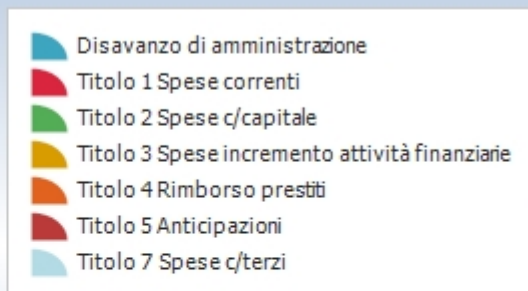 Disavanzo di amministrazione
Titolo 1 Spese correnti
Titolo 2 Spese c/capitale
Titolo 3 Spese incremento attività finanziarie
Titolo 4 Rimborso prestiti
Titolo 5 Anticipazioni
Titolo 7 Spese c/terzi